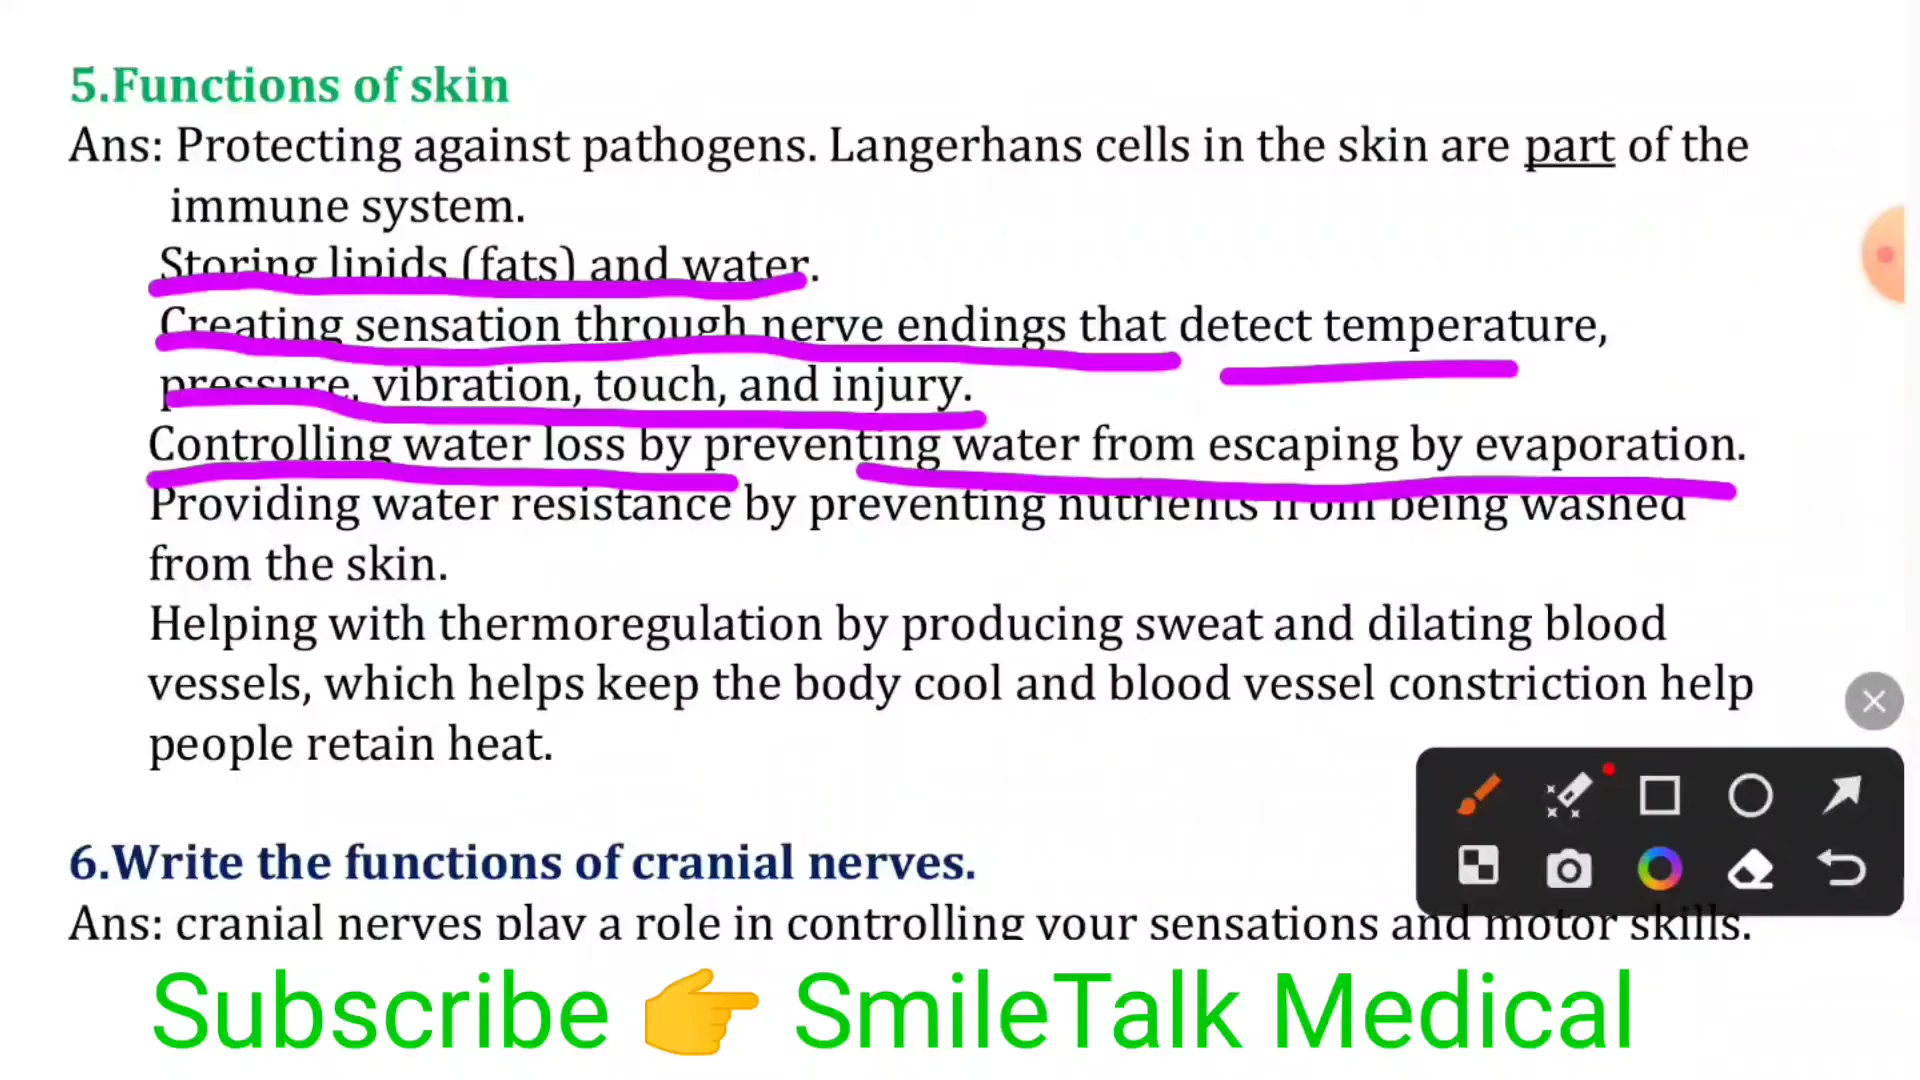 5.Functions of skin
Ans: Protecting against pathogens. Langerhans cells in the skin are part of the
immune system.
Storing lipids (fats) and water.
Creating sensation through nerve endings that detect temperature,
pressure, vibration, touch, and injury.
Controlling water loss by preventing water from escaping by evaporation.
Providing water resistance by preventing nutrients from being washed
from the skin.
Helping with thermoregulation by producing sweat and dilating blood
vessels, which helps keep the body cool and blood vessel constriction help
people retain heat.
6.Write the functions of cranial nerves.
Ans: cranial nerves play a role in controlling your sensations and motor skills.
Subscribe 👉 SmileTalk Medical